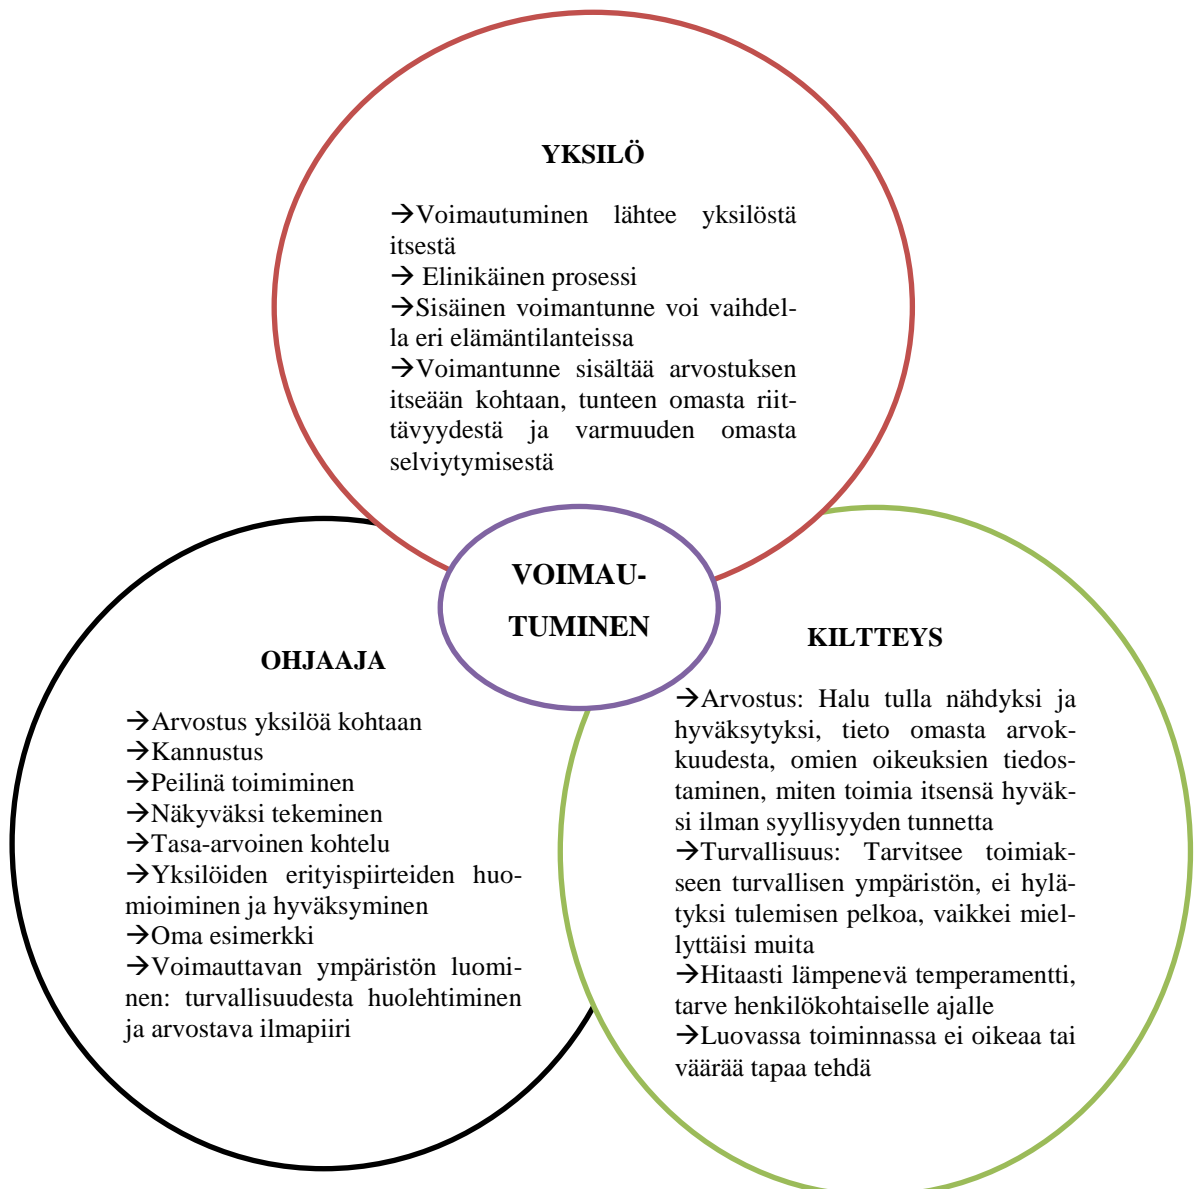 YKSILÖ
→Voimautuminen lähtee yksilöstä
itsestä
→ Elinikäinen prosessi
→Sisäinen voimantunne voi vaihdel-
la eri elämäntilanteissa
→Voimantunne sisältää arvostuksen
itseään kohtaan, tunteen omasta riit-
tävyydestä ja varmuuden omasta
selviytymisestä
VOIMAU-
TUMINEN
OHJAAJA
→Arvostus yksilöä kohtaan
→Kannustus
→Peilinä toimiminen
→Näkyväksi tekeminen
→Tasa-arvoinen kohtelu
→Yksilöiden erityispiirteiden huo-
mioiminen ja hyväksyminen
→Oma esimerkki
→Voimauttavan ympäristön luomi-
nen: turvallisuudesta huolehtiminen
ja arvostava ilmapiiri
KILTTEYS
→Arvostus: Halu tulla nähdyksi ja
hyväksytyksi, tieto omasta arvok-
kuudesta, omien oikeuksien tiedos-
taminen, miten toimia itsensä hyväk-
si ilman syyllisyyden tunnetta
→Turvallisuus: Tarvitsee toimiak-
seen turvallisen ympäristön, ei hylä-
tyksi tulemisen pelkoa, vaikkei miel-
lyttäisi muita
→Hitaasti lämpenevä temperamentti,
tarve henkilökohtaiselle ajalle
→Luovassa toiminnassa ei oikeaa tai
väärää tapaa tehdä